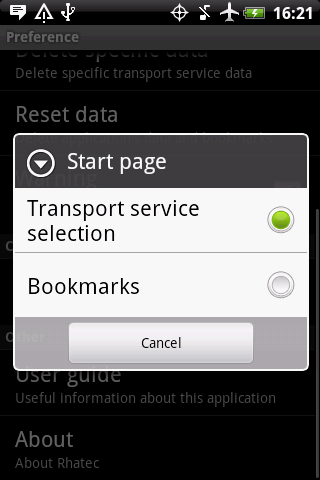 16:21
Preference
Delete specific data
Delete specific transport service data
Reset data
Start page
Transport service
selection
Bookmarks
Cancel
Other
User guide
Useful information about this application
About
About Rhatec